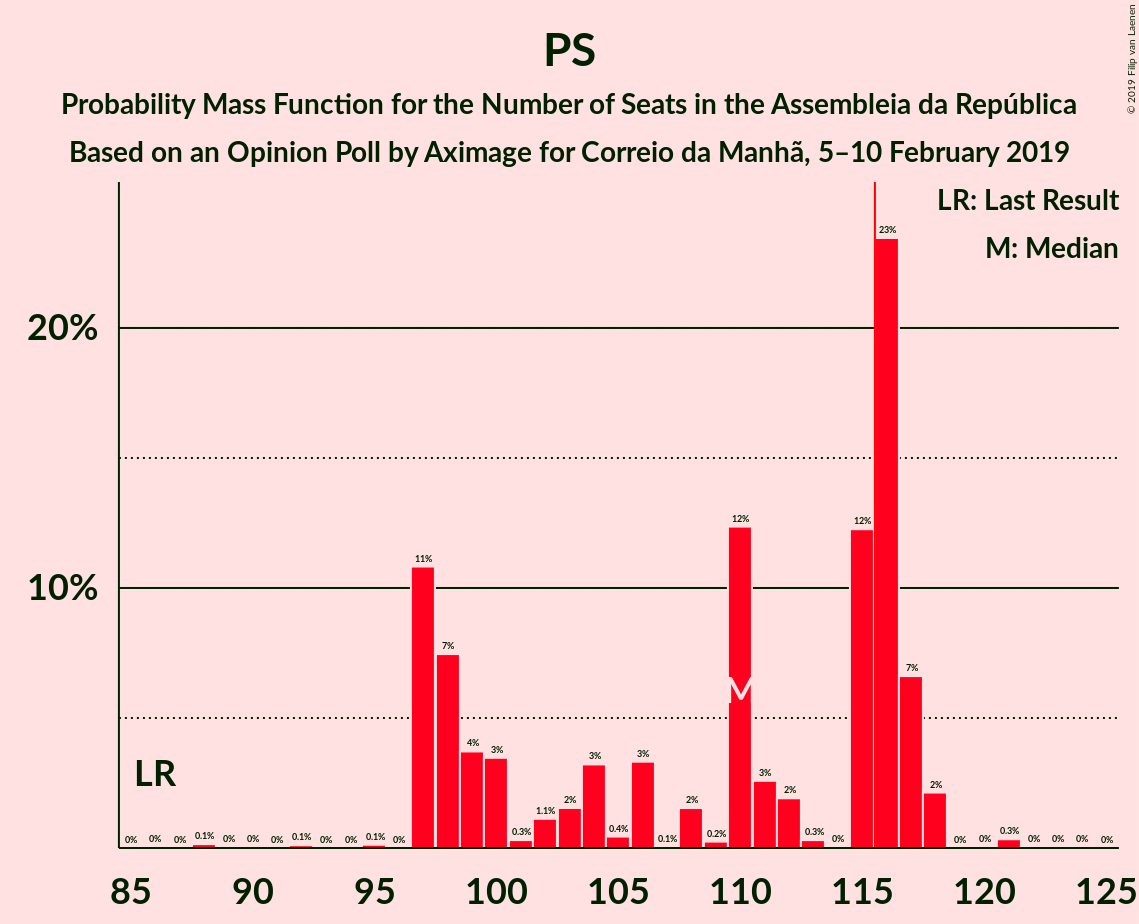 PS
Probability Mass Function for the Number of Seats in the Assembleia da República
Based on an Opinion Poll by Aximage for Correio da Manhã, 5–10 February 2019
© 2019 Filip van Laenen
LR: Last Result
M: Median
20%
10%
LR
M
0% 0% 0% 0.1% 0% 0% 0% 0.1% 0% 0% 0.1% 0% 11% 7% 4% 3% 0.3% 1.1% 2% 3% 0.4% 3% 0.1% 2% 0.2% 12% 3% 2% 0.3% 0% 12% 23% 7% 2% 0% 0% 0.3% 0% 0% 0% 0%
85 90 95 100 105 110 115 120 125